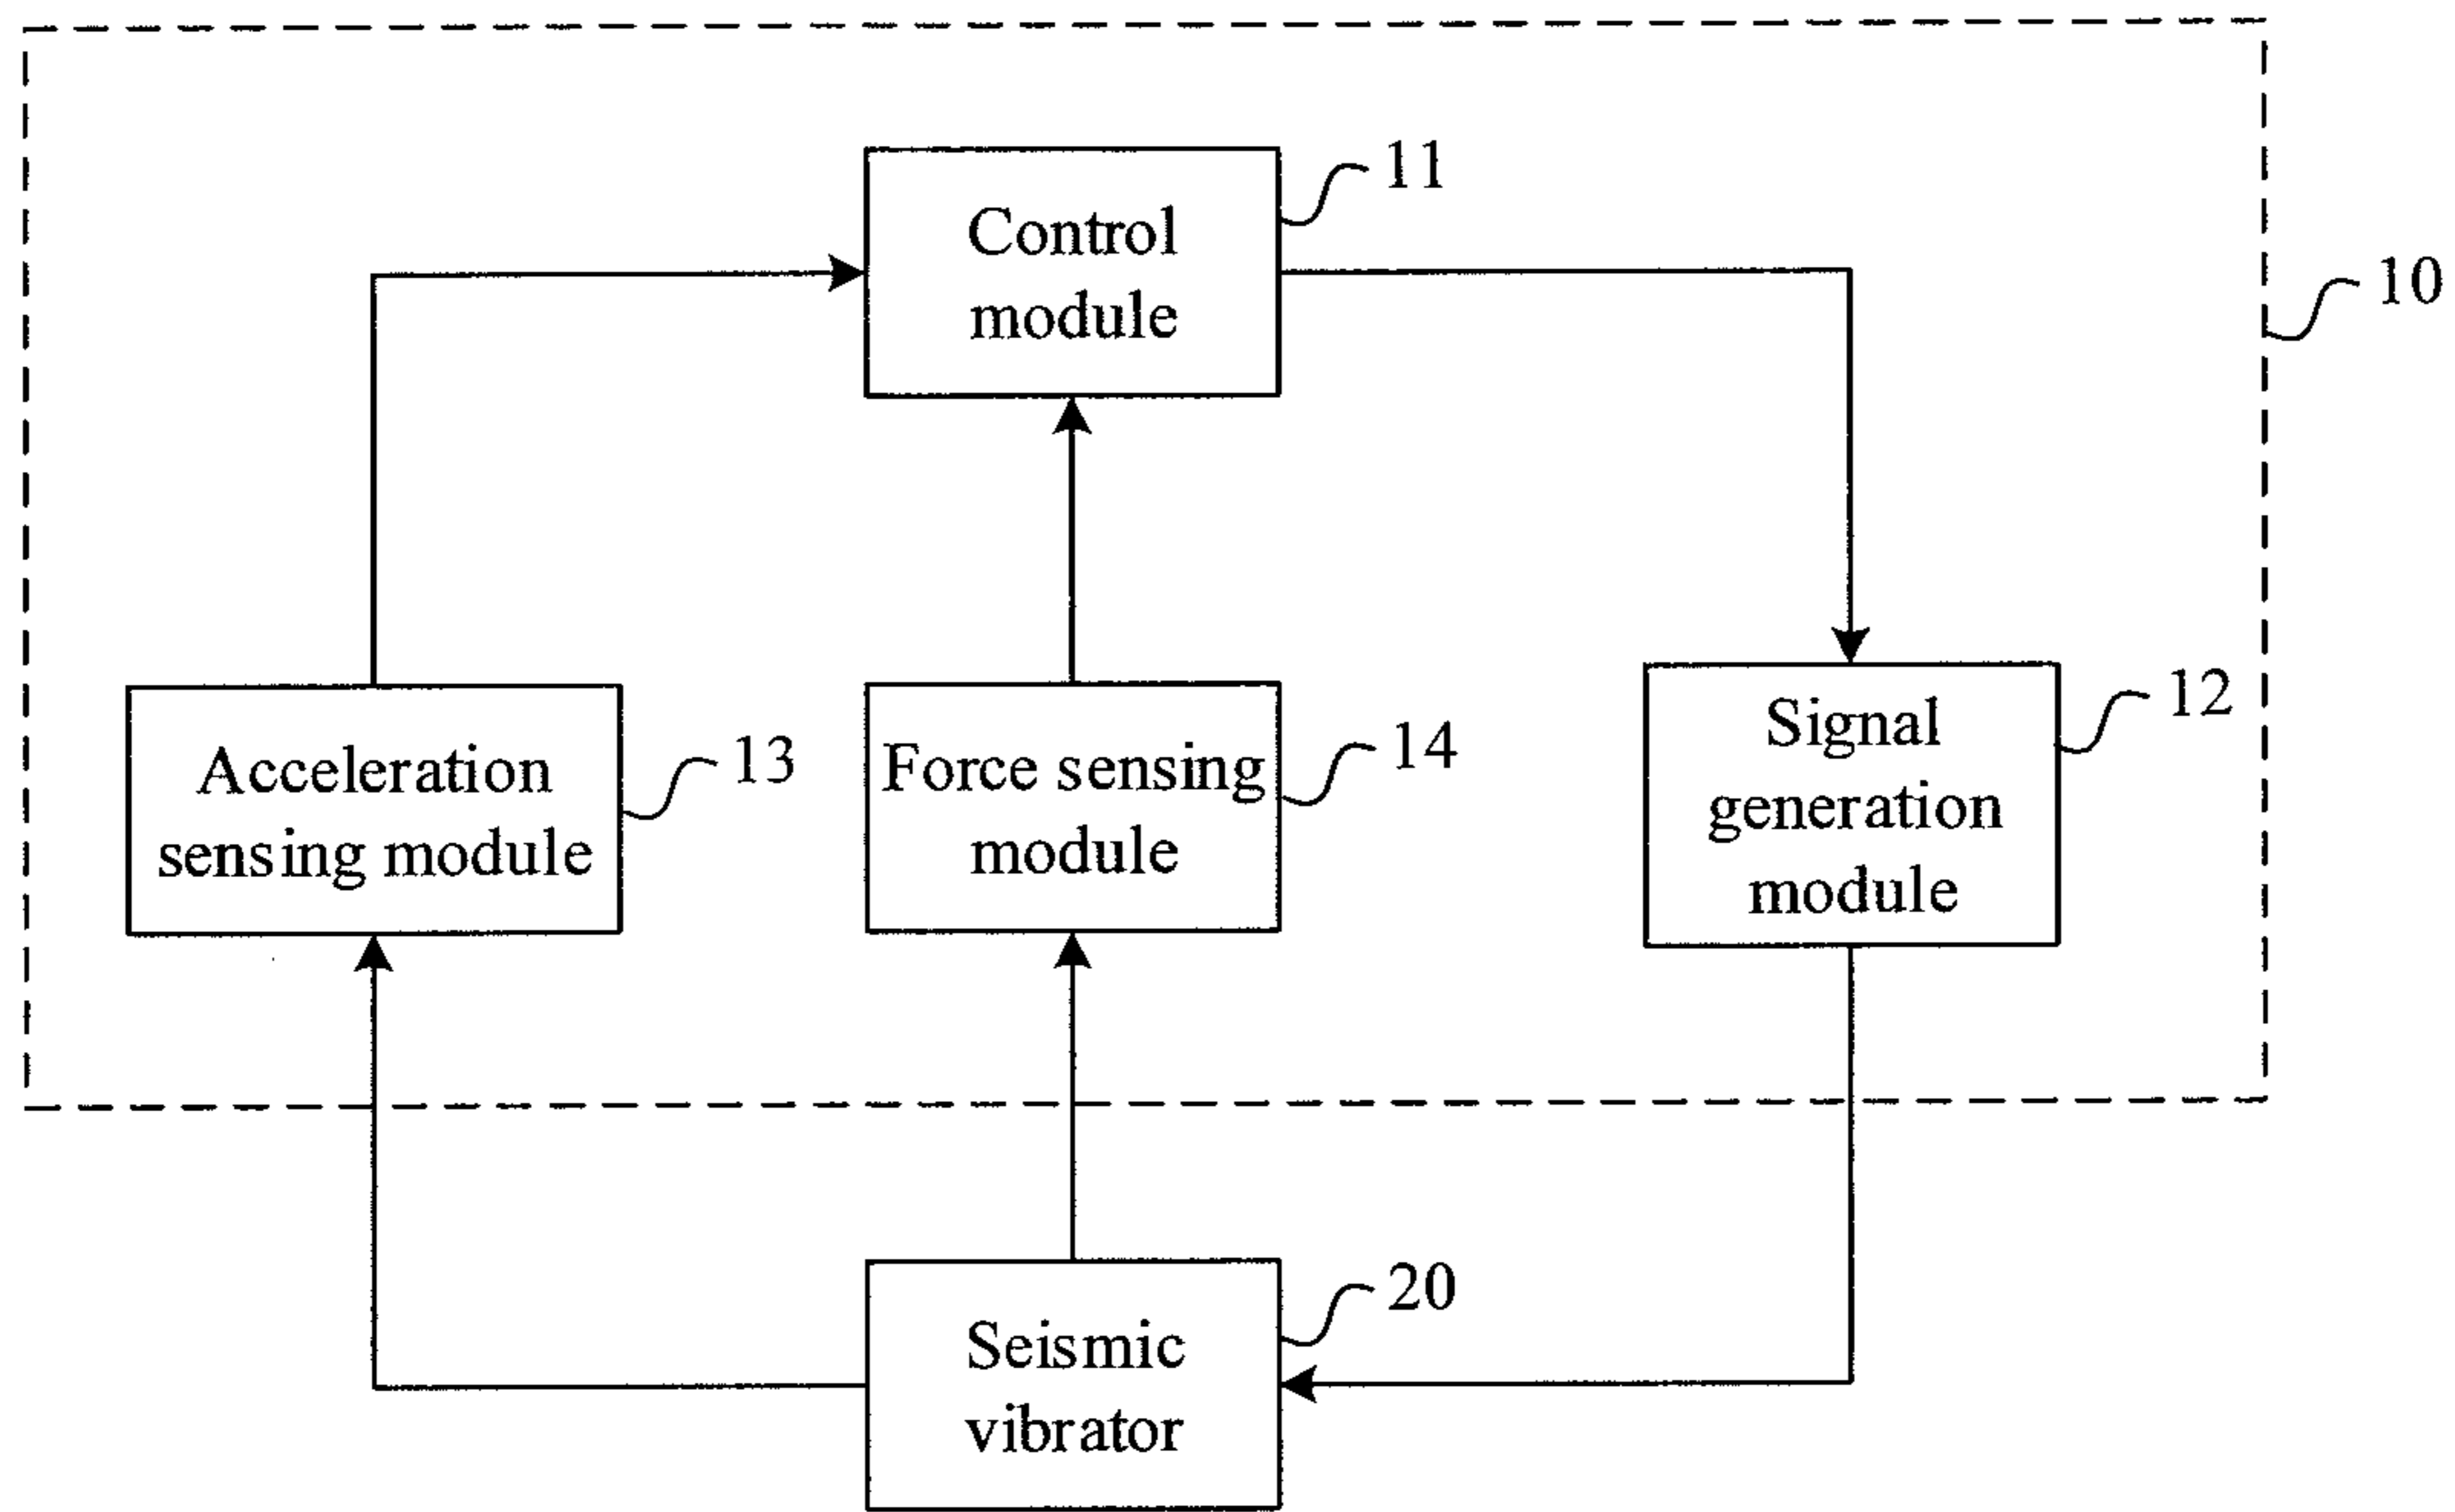 11
Control
module
10
12
Signal
generation
module
13
Acceleration
sensing module
14
Force sensing
module
20
Seismic
vibrator